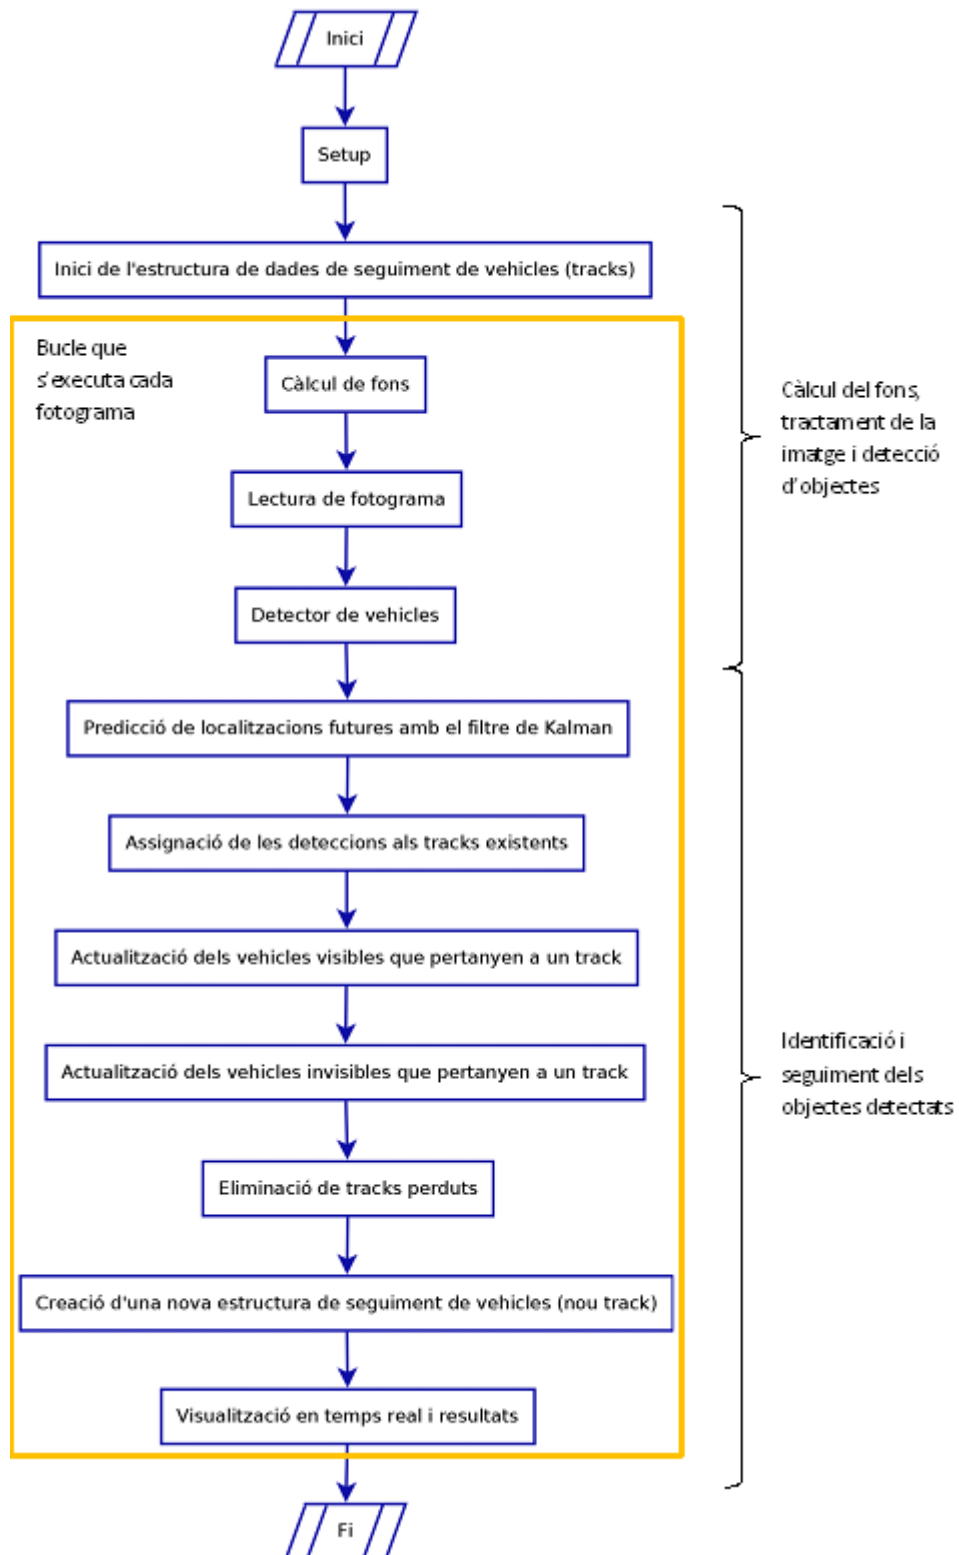 Inici
Setup
Inici de l'estructura de dades de seguiment de vehicles (tracks)
Bucle que
s'executa cada
fotograma
Càlcul de fons
Lectura de fotograma
Detector de vehicles
Càlcul del fons,
tractament de la
imatge i detecció
d'objectes
Predicció de localitzacions futures amb el filtre de Kalman
Assignació de les deteccions als tracks existents
Actualització dels vehicles visibles que pertanyen a un track
Actualització dels vehicles invisibles que pertanyen a un track
Eliminació de tracks perduts
Creació d'una nova estructura de seguiment de vehicles (nou track)
Visualització en temps real i resultats
Identificació i
seguiment dels
objectes detectats
Fi